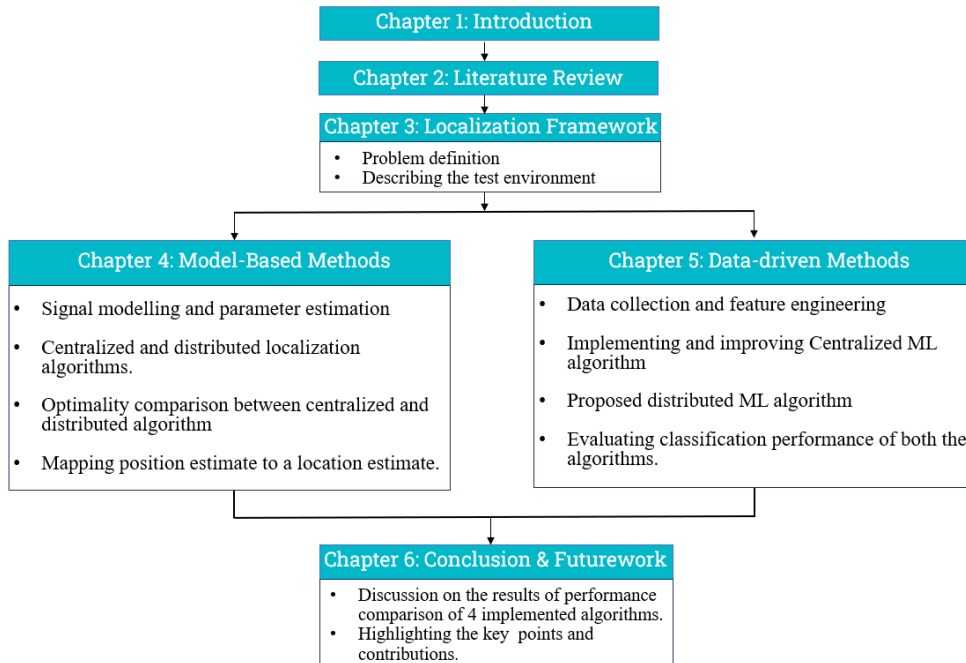 Chapter 1: Introduction
Chapter 2: Literature Review
Chapter 3: Localization Framework
• Problem definition
• Describing the test environment
Chapter 4: Model-Based Methods
• Signal modelling and parameter estimation
• Centralized and distributed localization
algorithms.
• Optimality comparison between centralized and
distributed algorithm
• Mapping position estimate to a location estimate.
Chapter 5: Data-driven Methods
• Data collection and feature engineering
• Implementing and improving Centralized ML
algorithm
• Proposed distributed ML algorithm
• Evaluating classification performance of both the
algorithms.
Chapter 6: Conclusion & Futurework
• Discussion on the results of performance
comparison of 4 implemented algorithms.
• Highlighting the key points and
contributions.